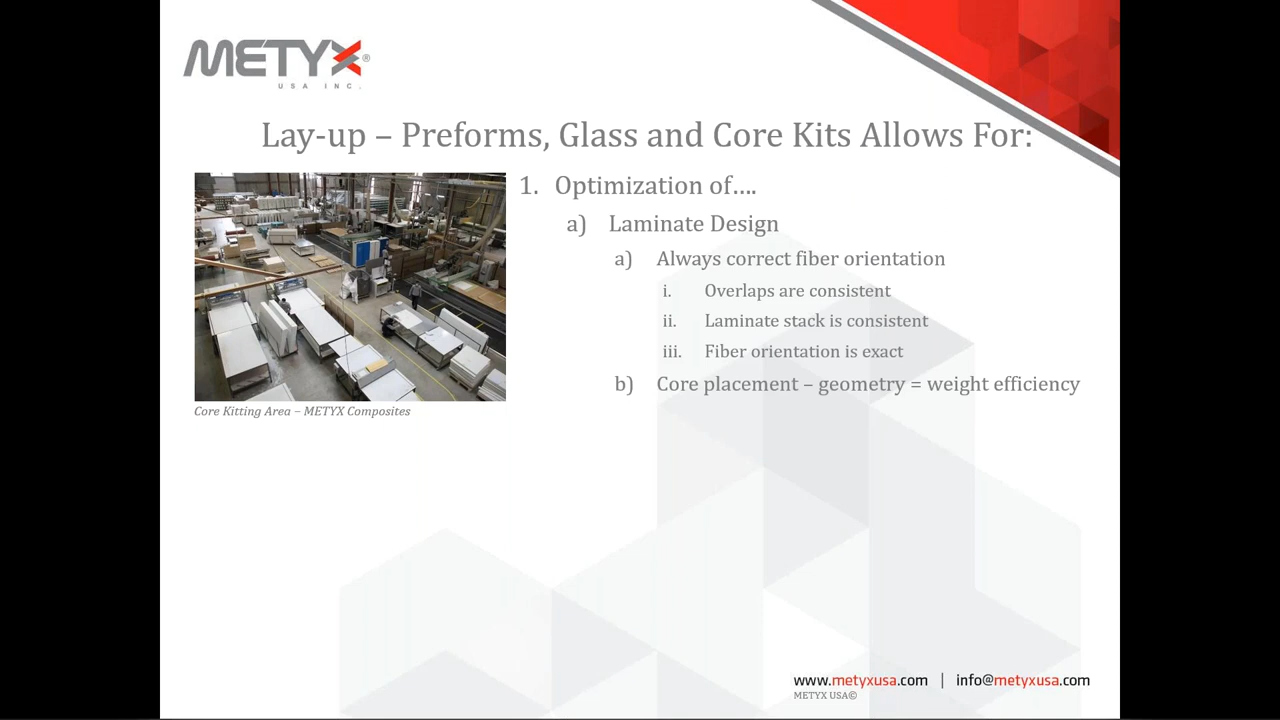 METYX®
USA INC.
Lay-up – Preforms, Glass and Core Kits Allows For:
1. Optimization of….
a) Laminate Design
a) Always correct fiber orientation
i. Overlaps are consistent
ii. Laminate stack is consistent
iii. Fiber orientation is exact
b) Core placement – geometry = weight efficiency
Core Kitting Area – METYX Composites
www.metyxusa.com | info@metyxusa.com
METYX USA©